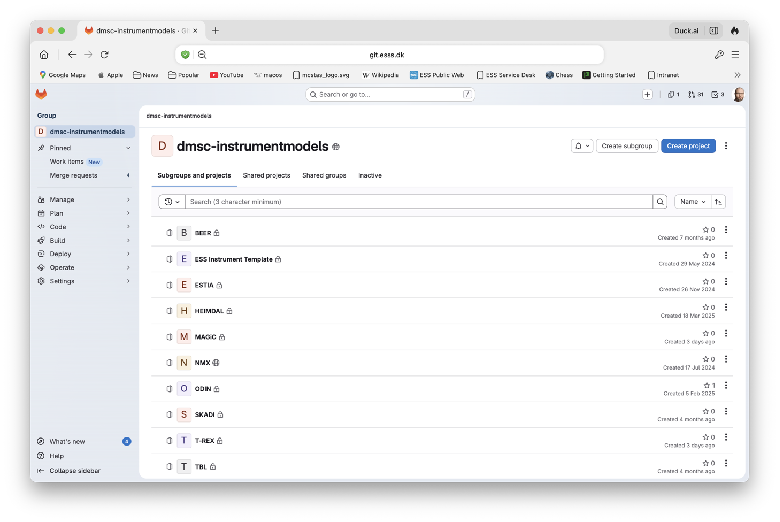 dmsc-instrumentmodels · Gi
Duck.ai
git.esss.dk
Google Maps Apple News Popular YouTube macos mcstas_logo.svg Wikipedia ESS Public Web ESS Service Desk Chess Getting Started Intranet
Search or go to... / 1 31 3
Group
D dmsc-instrumentmodels
Pinned
Work items New
Merge requests 4
Manage
Plan
Code
Build
Deploy
Operate
Settings
What's new
Help
Collapse sidebar
dmsc-instrumentmodels
D dmsc-instrumentmodels
Create subgroup Create project
Subgroups and projects Shared projects Shared groups Inactive
Search (3 character minimum) Name
B BEER 0
Created 7 months ago
E ESS Instrument Template 0
Created 29 May 2024
E ESTIA 0
Created 26 Nov 2024
H HEIMDAL 0
Created 18 Mar 2025
M MAGiC 0
Created 3 days ago
N NMX 0
Created 17 Jul 2024
O ODIN 1
Created 5 Feb 2025
S SKADI 0
Created 4 months ago
T T-REX 0
Created 3 days ago
T TBL 0
Created 4 months ago